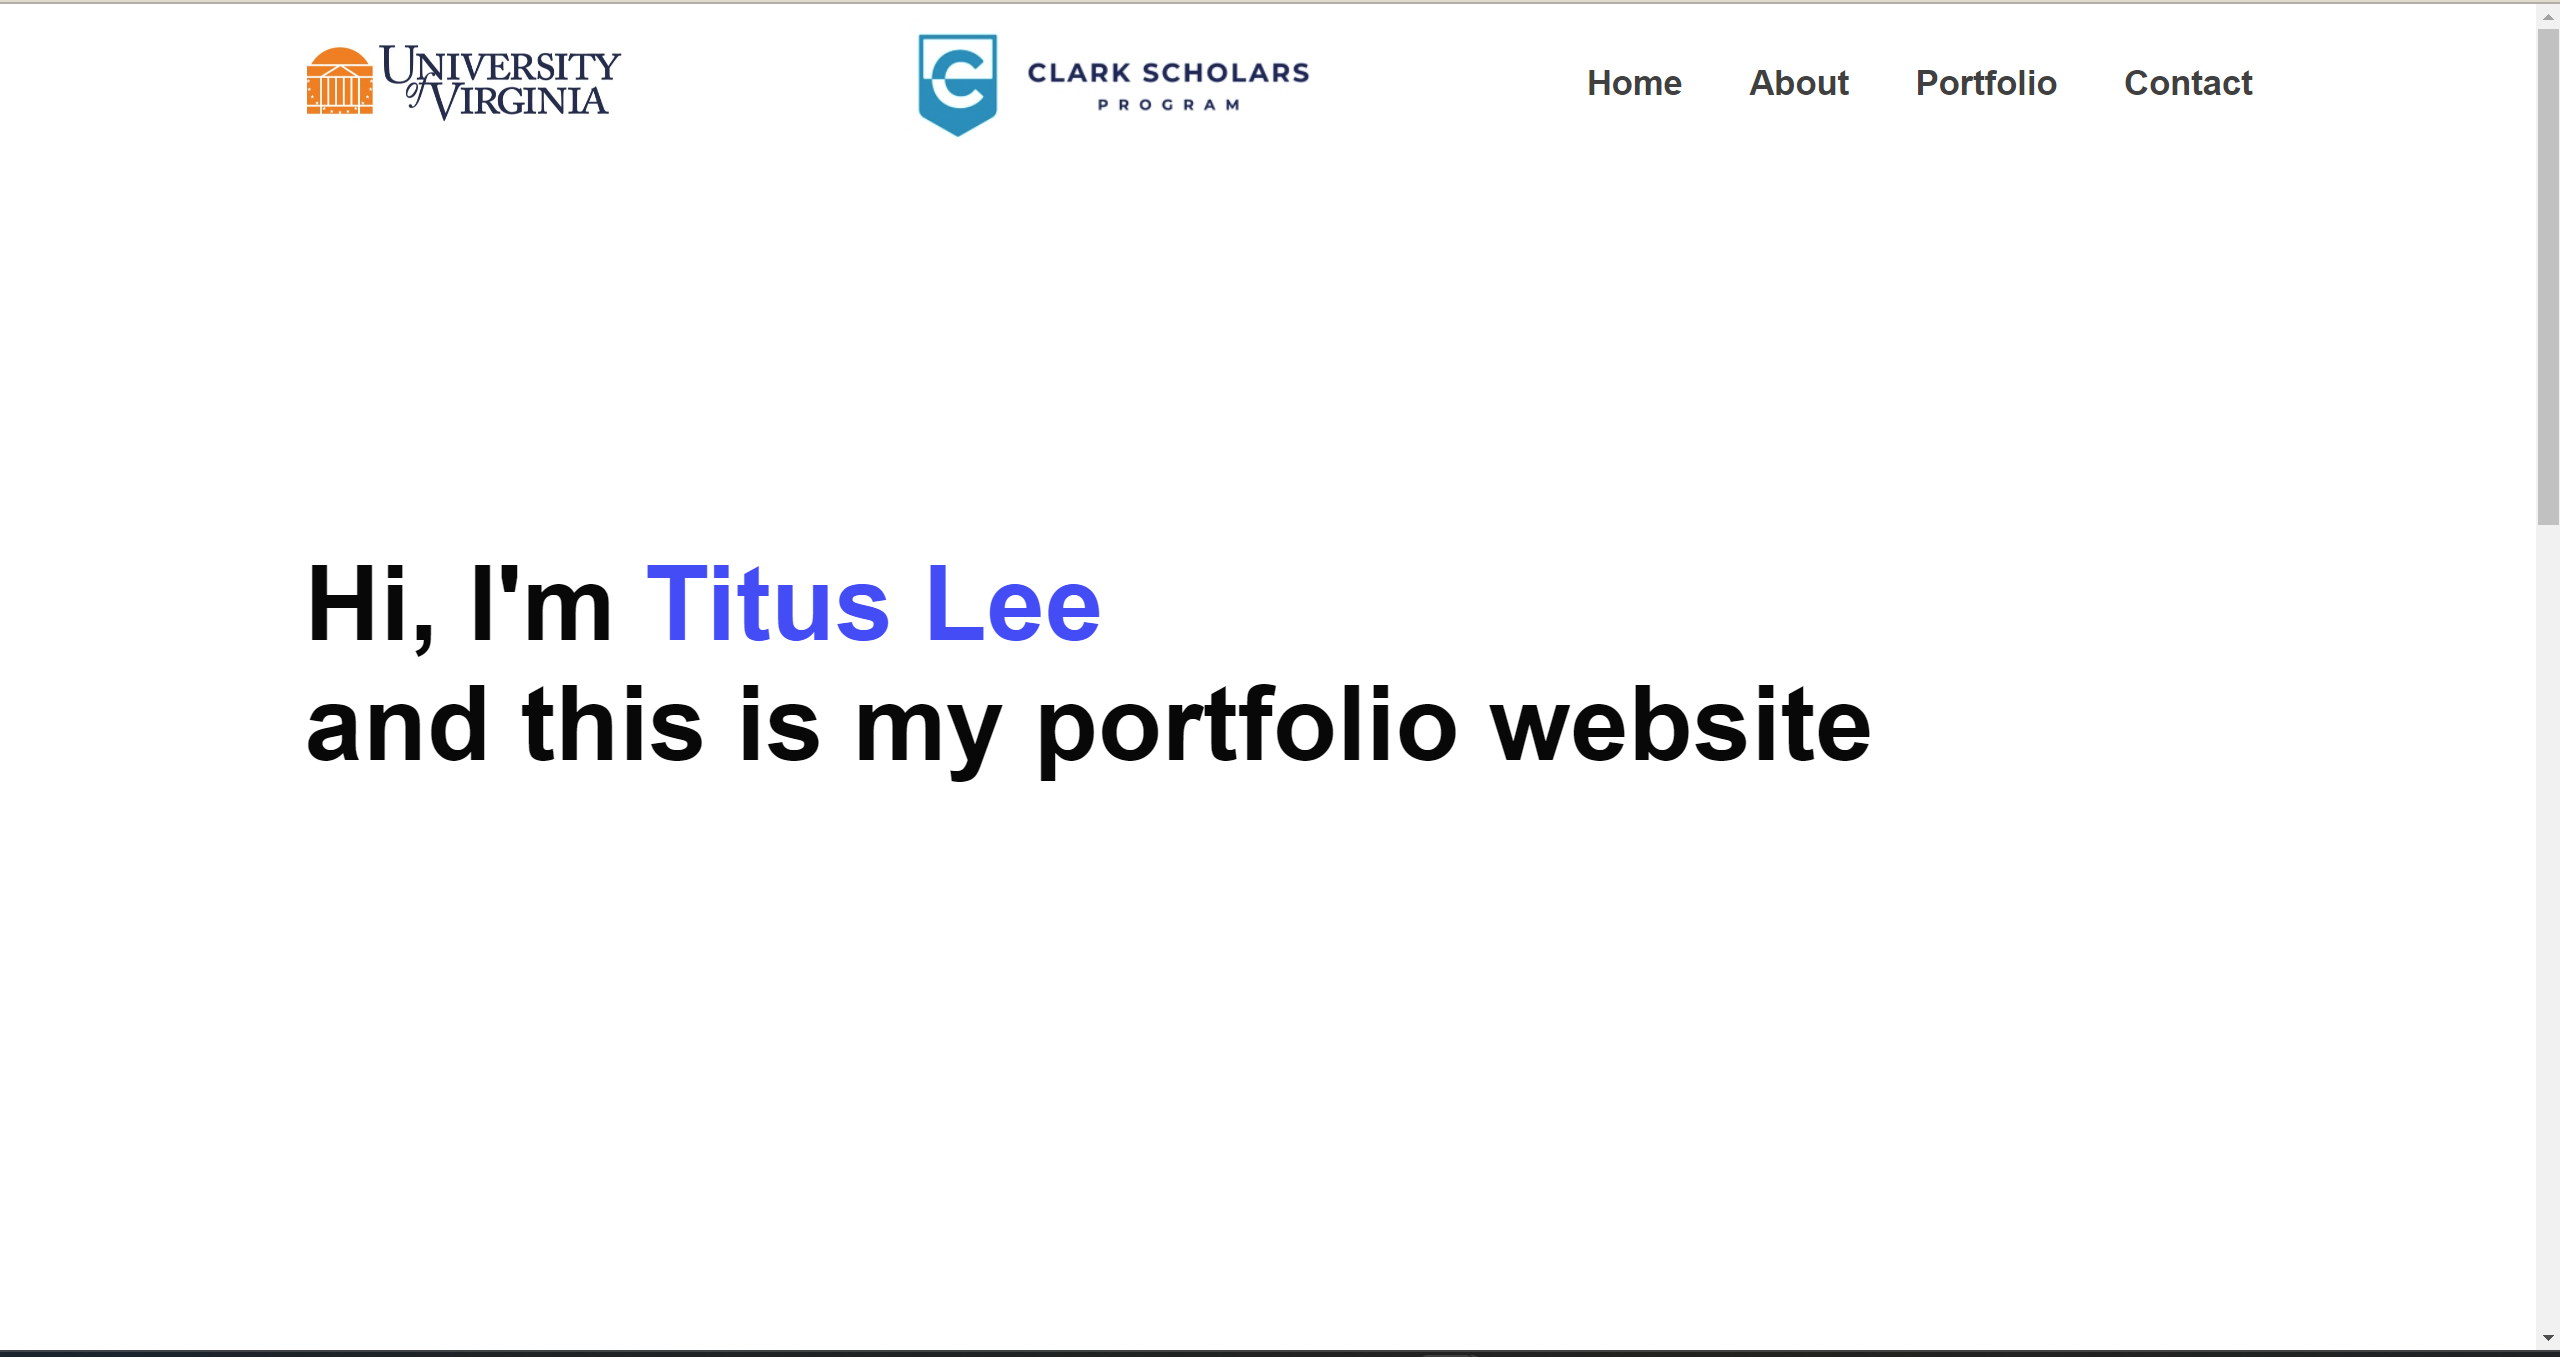 UNIVERSITY
of VIRGINIA
CLARK SCHOLARS
PROGRAM
Home About Portfolio Contact
Hi, I'm Titus Lee
and this is my portfolio website